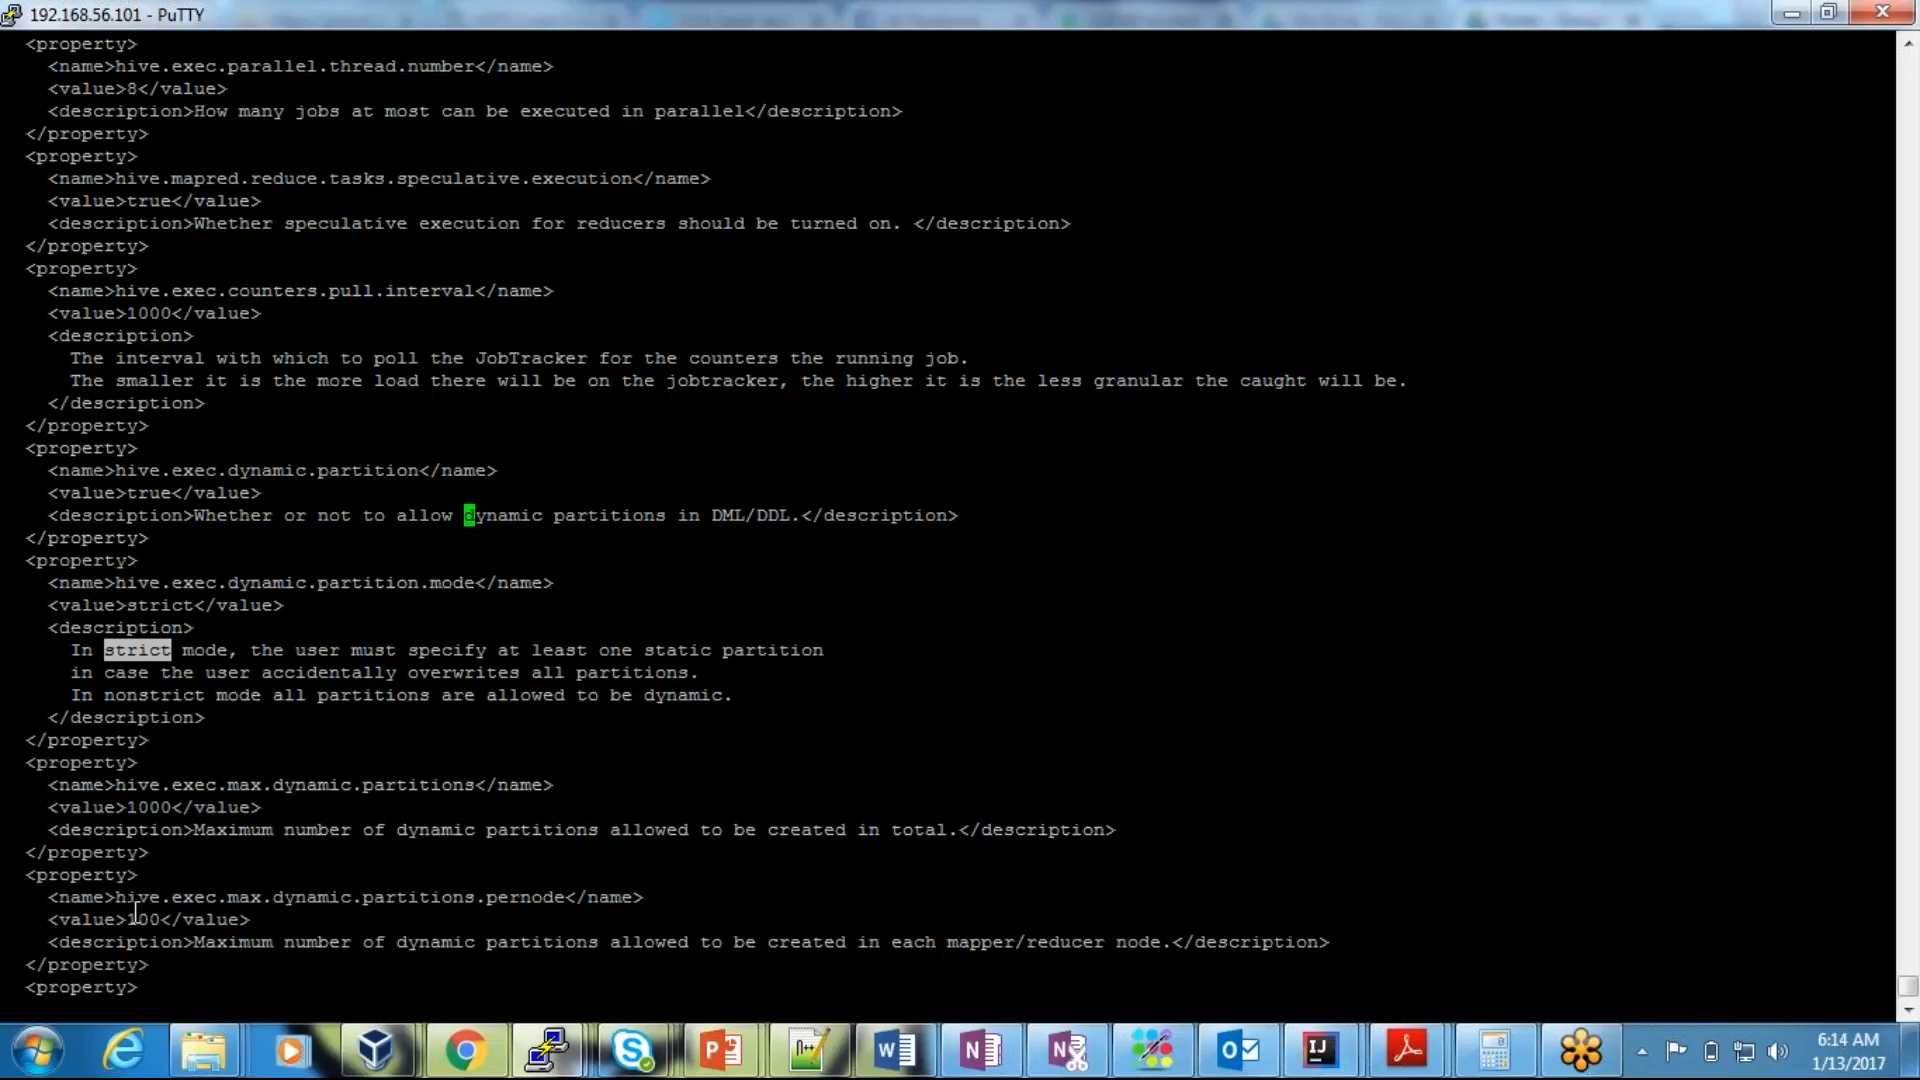 192.168.56.101 - PuTTY
<property>
<name>hive.exec.parallel.thread.number</name>
<value>8</value>
<description>How many jobs at most can be executed in parallel</description>
</property>
<property>
<name>hive.mapred.reduce.tasks.speculative.execution</name>
<value>true</value>
<description>Whether speculative execution for reducers should be turned on. </description>
</property>
<property>
<name>hive.exec.counters.pull.interval</name>
<value>1000</value>
<description>
The interval with which to poll the JobTracker for the counters the running job.
The smaller it is the more load there will be on the jobtracker, the higher it is the less granular the caught will be.
</description>
</property>
<property>
<name>hive.exec.dynamic.partition</name>
<value>true</value>
<description>Whether or not to allow dynamic partitions in DML/DDL.</description>
</property>
<property>
<name>hive.exec.dynamic.partition.mode</name>
<value>strict</value>
<description>
In strict mode, the user must specify at least one static partition
in case the user accidentally overwrites all partitions.
In nonstrict mode all partitions are allowed to be dynamic.
</description>
</property>
<property>
<name>hive.exec.max.dynamic.partitions</name>
<value>1000</value>
<description>Maximum number of dynamic partitions allowed to be created in total.</description>
</property>
<property>
<name>hive.exec.max.dynamic.partitions.pernode</name>
<value>100</value>
<description>Maximum number of dynamic partitions allowed to be created in each mapper/reducer node.</description>
</property>
<property>
6:14 AM
1/13/2017